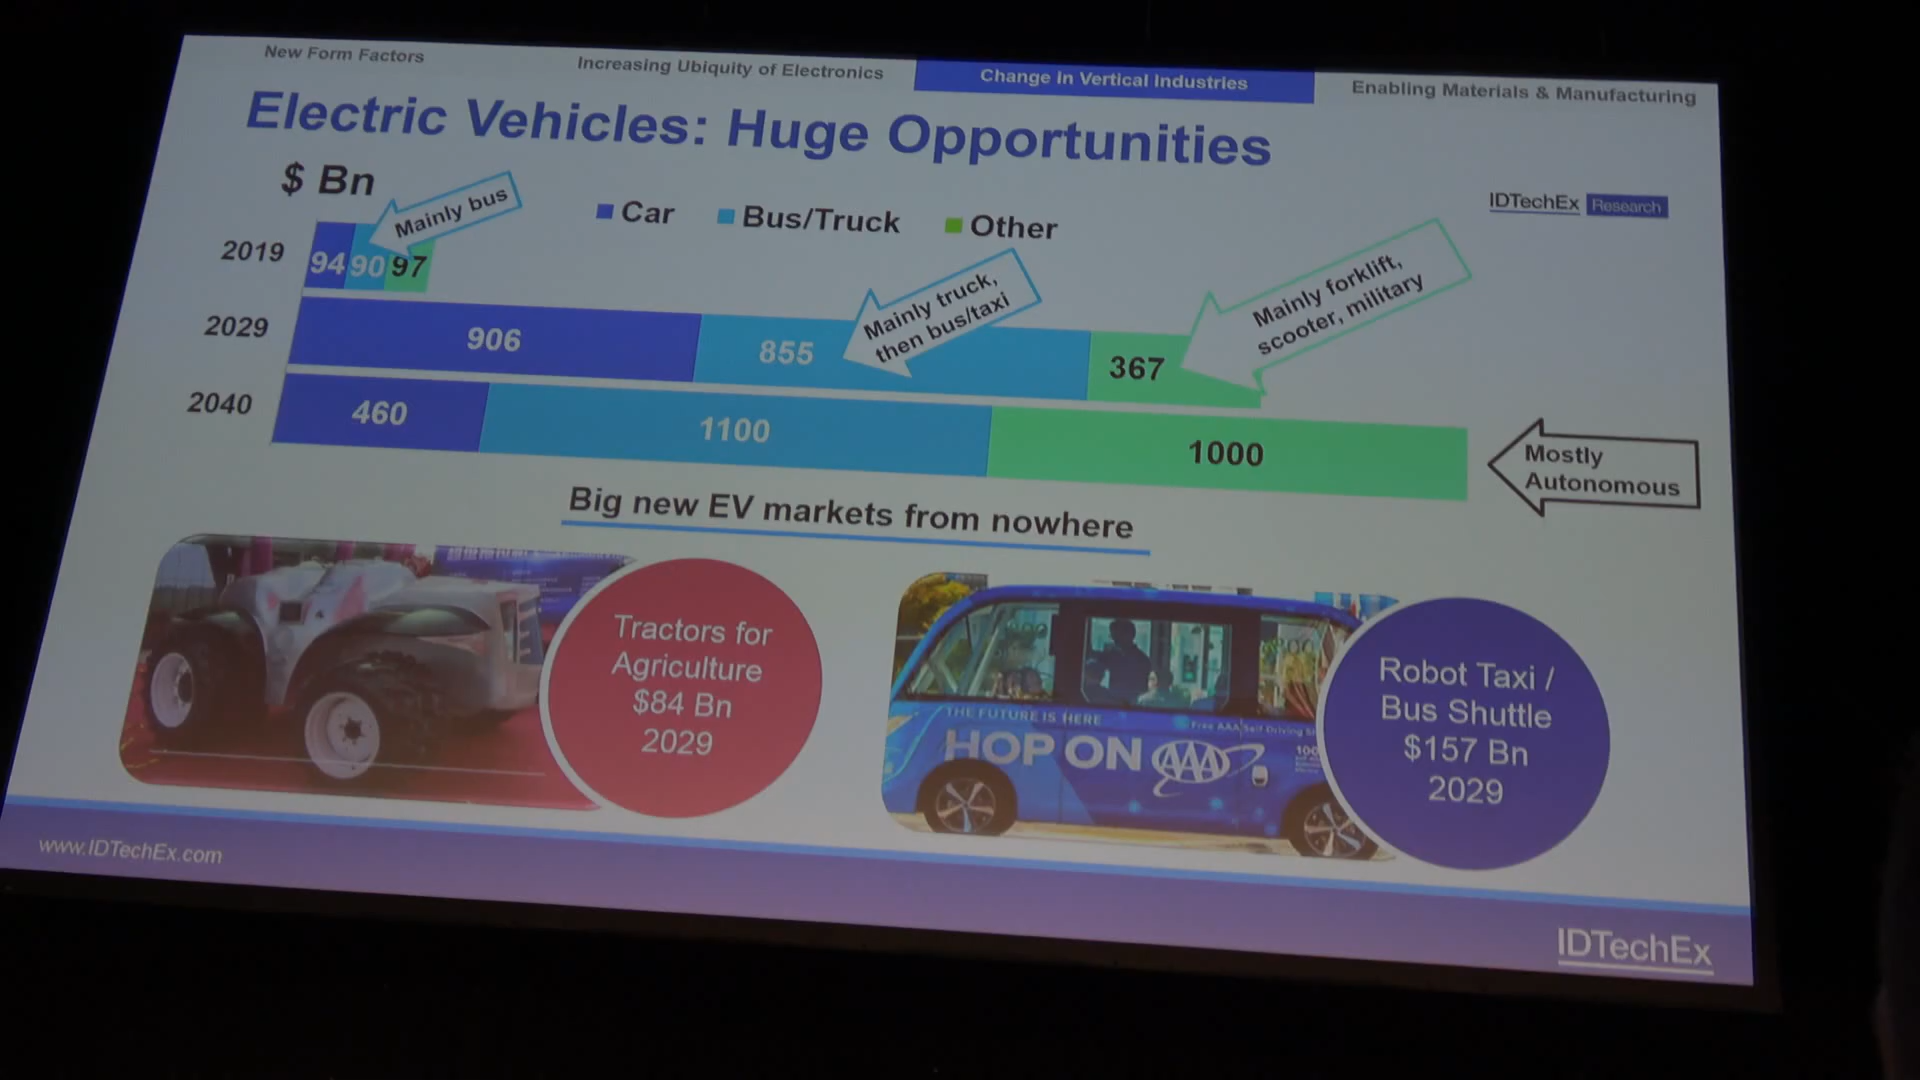 New Form Factors
Increasing Ubiquity of Electronics
Change in Vertical Industries
Enabling Materials & Manufacturing
Electric Vehicles: Huge Opportunities
$ Bn
Mainly bus
Car
Bus/Truck
Other
IDTechEx Research
2019
94 90 97
Mainly truck,
then bus/taxi
Mainly forklift,
scooter, military
2029
906
855
367
2040
460
1100
1000
Mostly
Autonomous
Big new EV markets from nowhere
Tractors for
Agriculture
$84 Bn
2029
THE FUTURE IS HERE
Free AAA Self Driving
HOP ON AAA
Robot Taxi /
Bus Shuttle
$157 Bn
2029
www.IDTechEx.com
IDTechEx